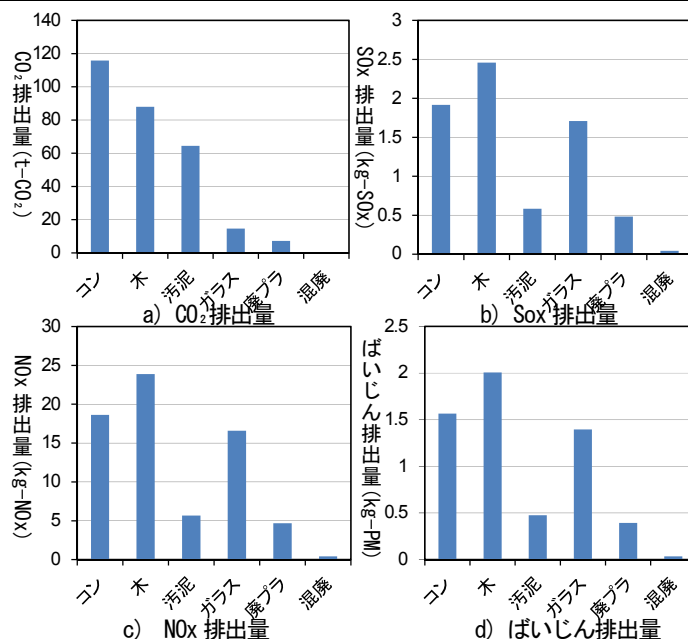 CO₂排出量(t-CO₂)
140
120
100
80
60
40
20
0
コン
木
汚泥
ガラス
廃プラ
混廃
a) CO₂排出量
SOx 排出量(kg-SOx)
3
2.5
2
1.5
1
0.5
0
コン
木
汚泥
ガラス
廃プラ
混廃
b) Sox 排出量
NOx 排出量(kg-NOx)
30
25
20
15
10
5
0
コン
木
汚泥
ガラス
廃プラ
混廃
c) NOx 排出量
ばいじん排出量(kg-PM)
2.5
2
1.5
1
0.5
0
コン
木
汚泥
ガラス
廃プラ
混廃
d) ばいじん排出量